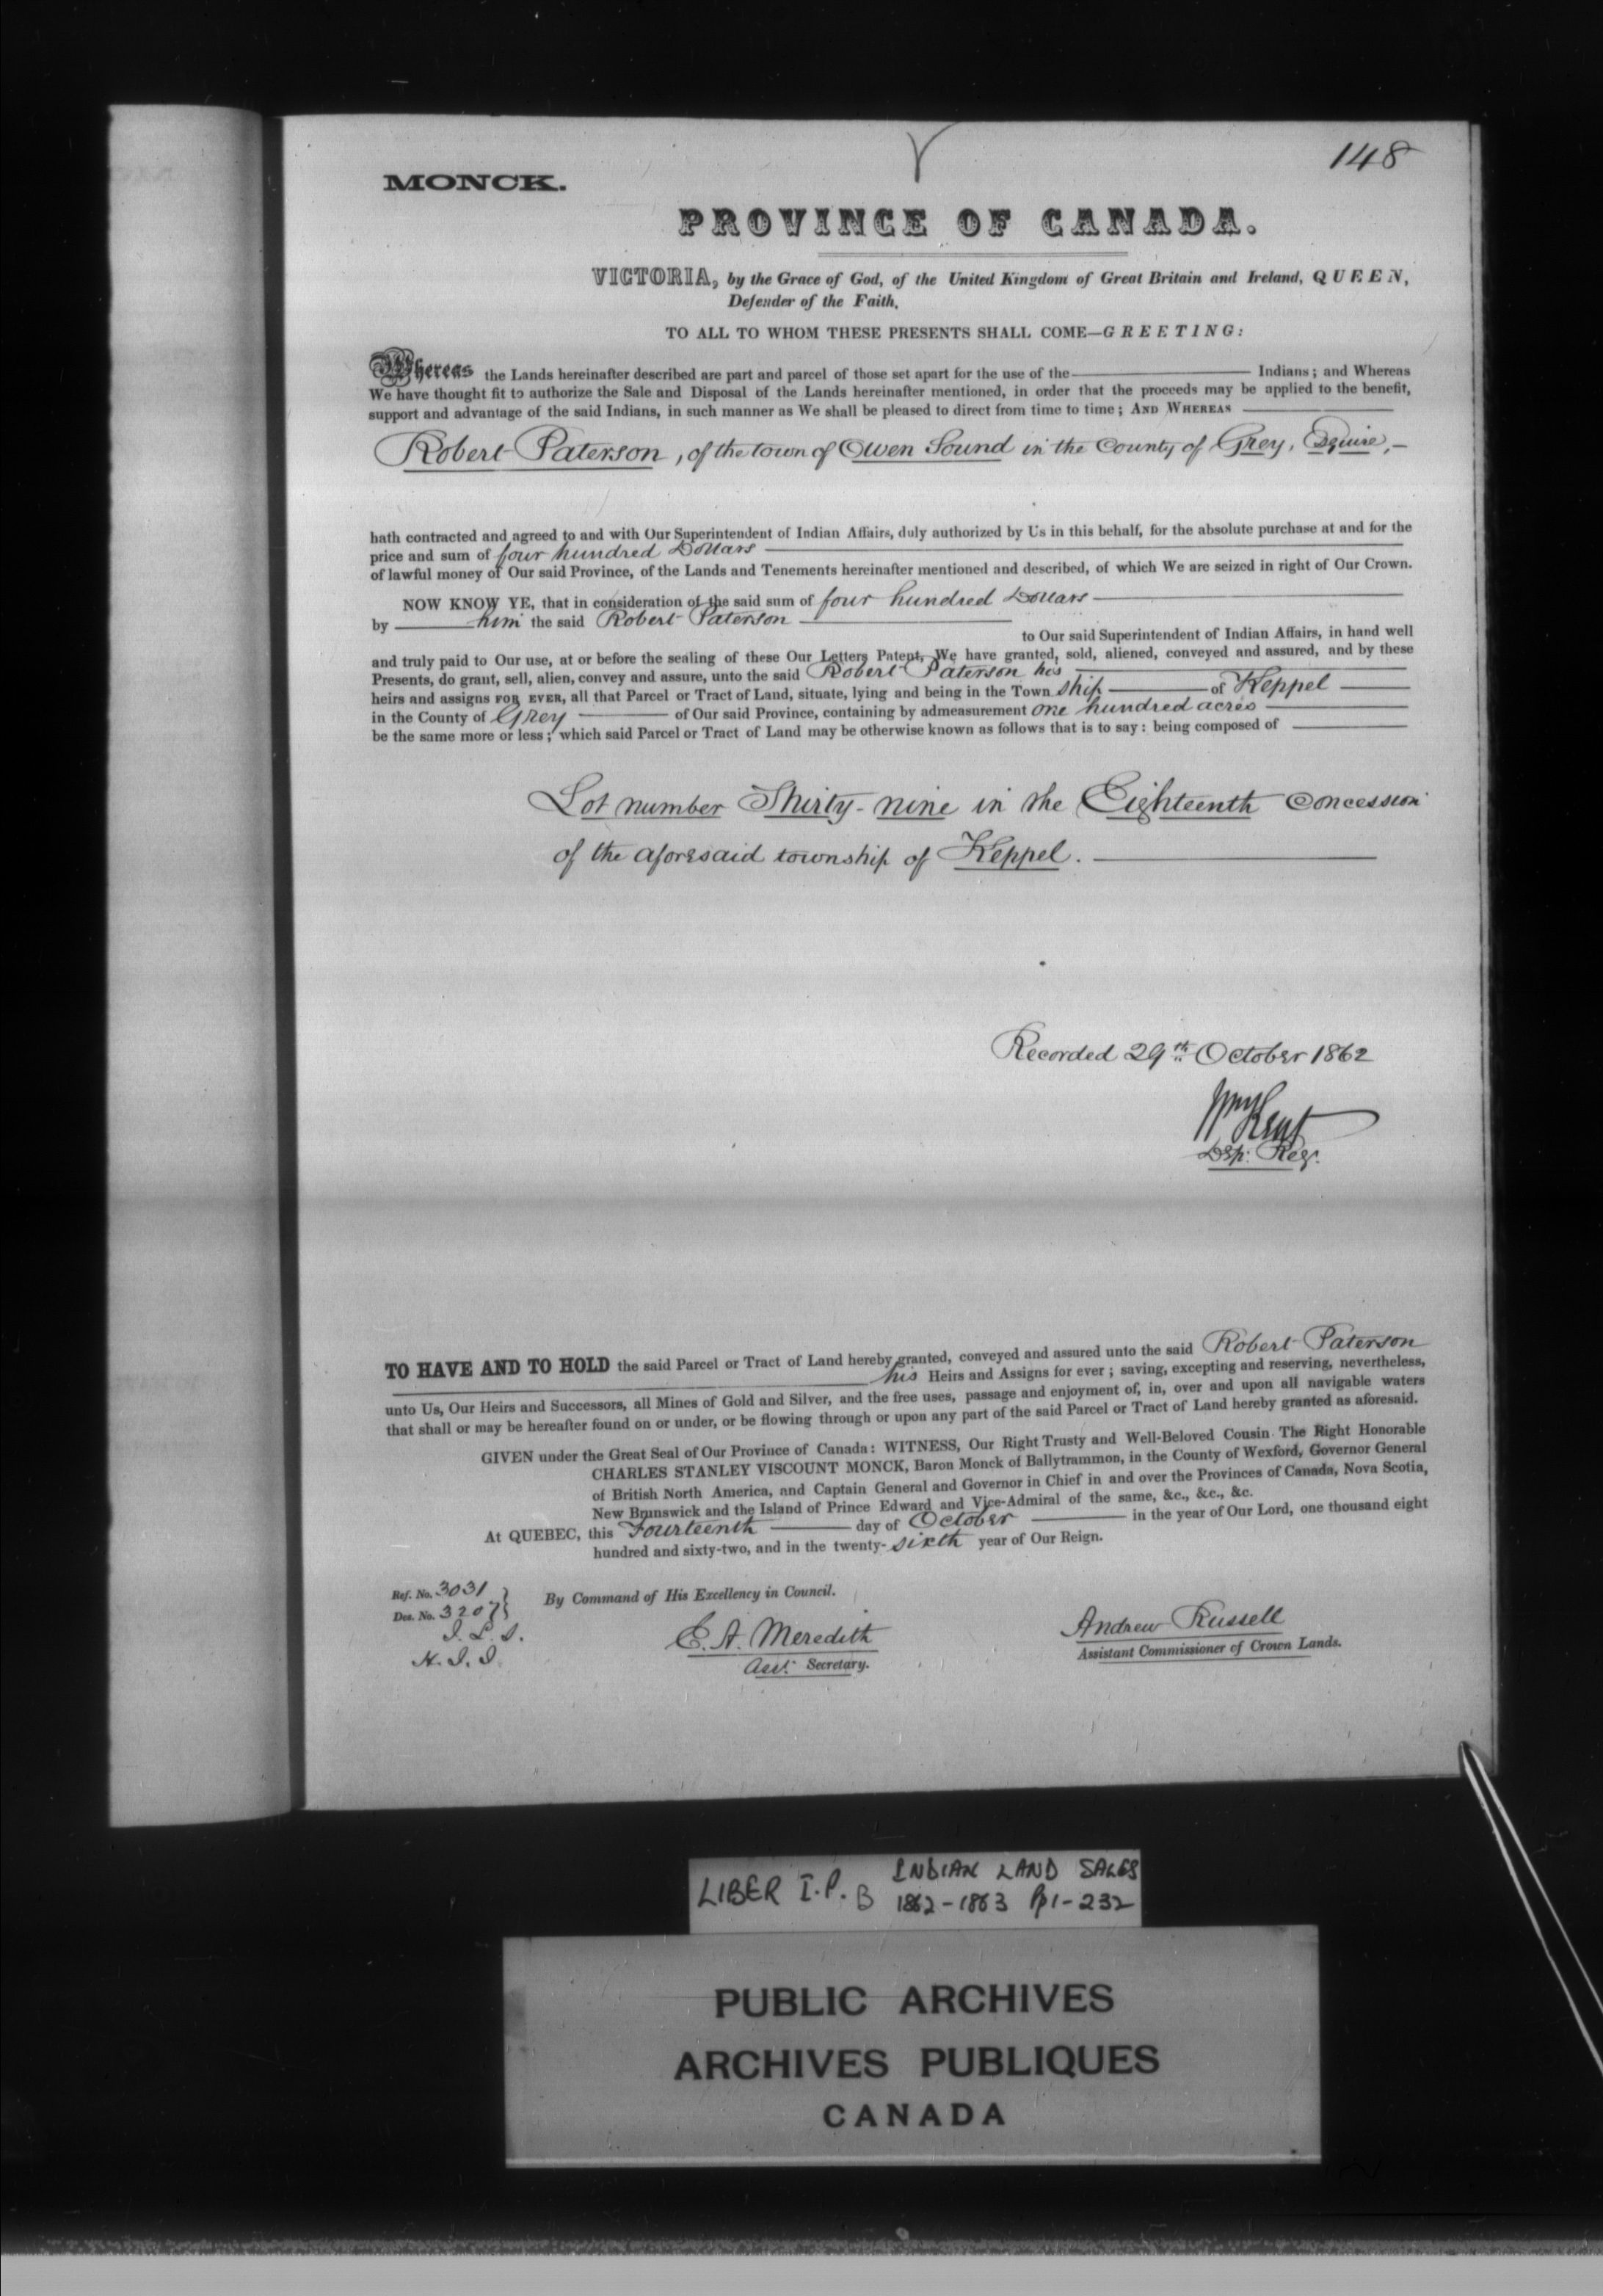 148
MONCK.
PROVINCE OF CANADA.
VICTORIA, by the Grace of God, of the United Kingdom of Great Britain and Ireland, QUEEN,
Defender of the Faith,
TO ALL TO WHOM THESE PRESENTS SHALL COME—GREETING:
Whereas the Lands hereinafter described are part and parcel of those set apart for the use of the ——— Indians; and Whereas
We have thought fit to authorize the Sale and Disposal of the Lands hereinafter mentioned, in order that the proceeds may be applied to the benefit,
support and advantage of the said Indians, in such manner as We shall be pleased to direct from time to time; AND WHEREAS ———
Robert Paterson, of the town of Owen Sound in the County of Grey, Esquire,—
hath contracted and agreed to and with Our Superintendent of Indian Affairs, duly authorized by Us in this behalf, for the absolute purchase at and for the
price and sum of four hundred Dollars ———
of lawful money of Our said Province, of the Lands and Tenements hereinafter mentioned and described, of which We are seized in right of Our Crown.
NOW KNOW YE, that in consideration of the said sum of four hundred Dollars ———
by ——— him the said Robert Paterson ———
to Our said Superintendent of Indian Affairs, in hand well
and truly paid to Our use, at or before the sealing of these Our Letters Patent, We have granted, sold, aliened, conveyed and assured, and by these
Presents, do grant, sell, alien, convey and assure, unto the said Robert Paterson his ———
heirs and assigns FOR EVER, all that Parcel or Tract of Land, situate, lying and being in the Town ship ——— of Keppel ———
in the County of Grey ——— of Our said Province, containing by admeasurement one hundred acres ———
be the same more or less; which said Parcel or Tract of Land may be otherwise known as follows that is to say: being composed of ———
Lot number Thirty-nine in the Eighteenth Concession
of the aforesaid township of Keppel. ———
Recorded 29th October 1862
Wm Kent
Dep: Reg.
TO HAVE AND TO HOLD the said Parcel or Tract of Land hereby granted, conveyed and assured unto the said Robert Paterson
——— his Heirs and Assigns for ever; saving, excepting and reserving, nevertheless,
unto Us, Our Heirs and Successors, all Mines of Gold and Silver, and the free uses, passage and enjoyment of, in, over and upon all navigable waters
that shall or may be hereafter found on or under, or be flowing through or upon any part of the said Parcel or Tract of Land hereby granted as aforesaid.
GIVEN under the Great Seal of Our Province of Canada: WITNESS, Our Right Trusty and Well-Beloved Cousin The Right Honorable
CHARLES STANLEY VISCOUNT MONCK, Baron Monck of Ballytrammon, in the County of Wexford, Governor General
of British North America, and Captain General and Governor in Chief in and over the Provinces of Canada, Nova Scotia,
New Brunswick and the Island of Prince Edward and Vice-Admiral of the same, &c., &c., &c.
At QUEBEC, this Fourteenth ——— day of October ——— in the year of Our Lord, one thousand eight
hundred and sixty-two, and in the twenty-sixth year of Our Reign.
Ref. No. 3031
Des. No. 3207
I. L. S.
By Command of His Excellency in Council.
E. A. Meredith
Asst. Secretary.
Andrew Russell
Assistant Commissioner of Crown Lands.
LIBER I.P. B INDIAN LAND SALES
1862-1863 Pp 1-232
PUBLIC ARCHIVES
ARCHIVES PUBLIQUES
CANADA